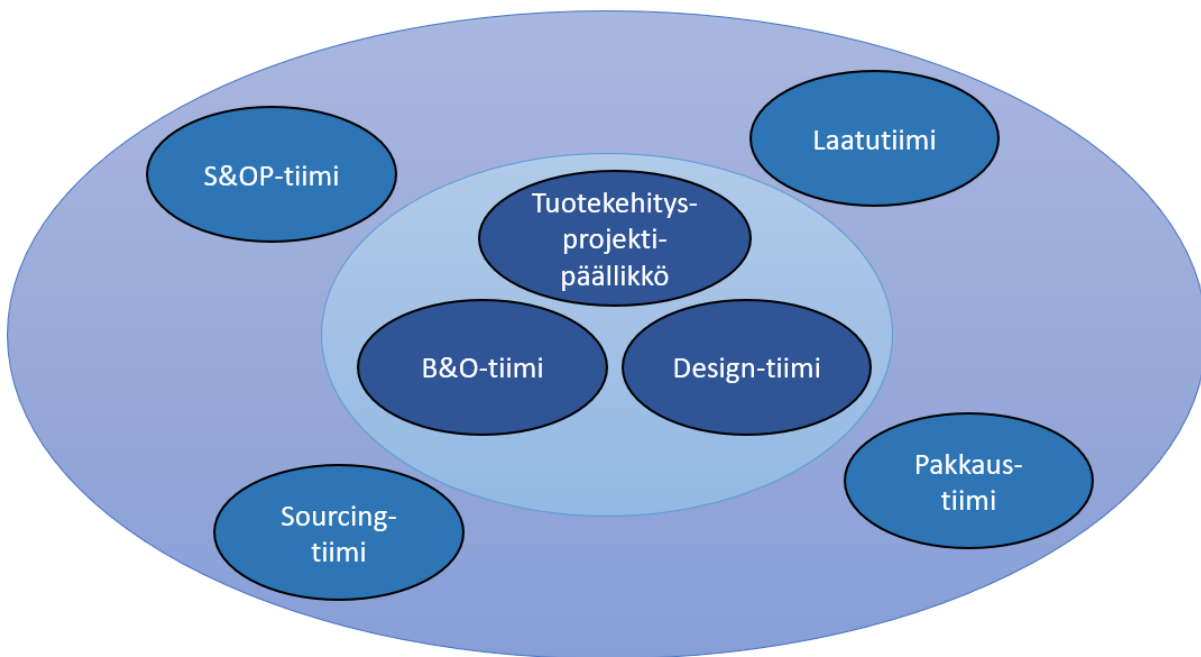 S&OP-tiimi
Laatutiimi
Tuotekehitys-
projekti-
päällikkö
B&O-tiimi
Design-tiimi
Sourcing-
tiimi
Pakkaus-
tiimi